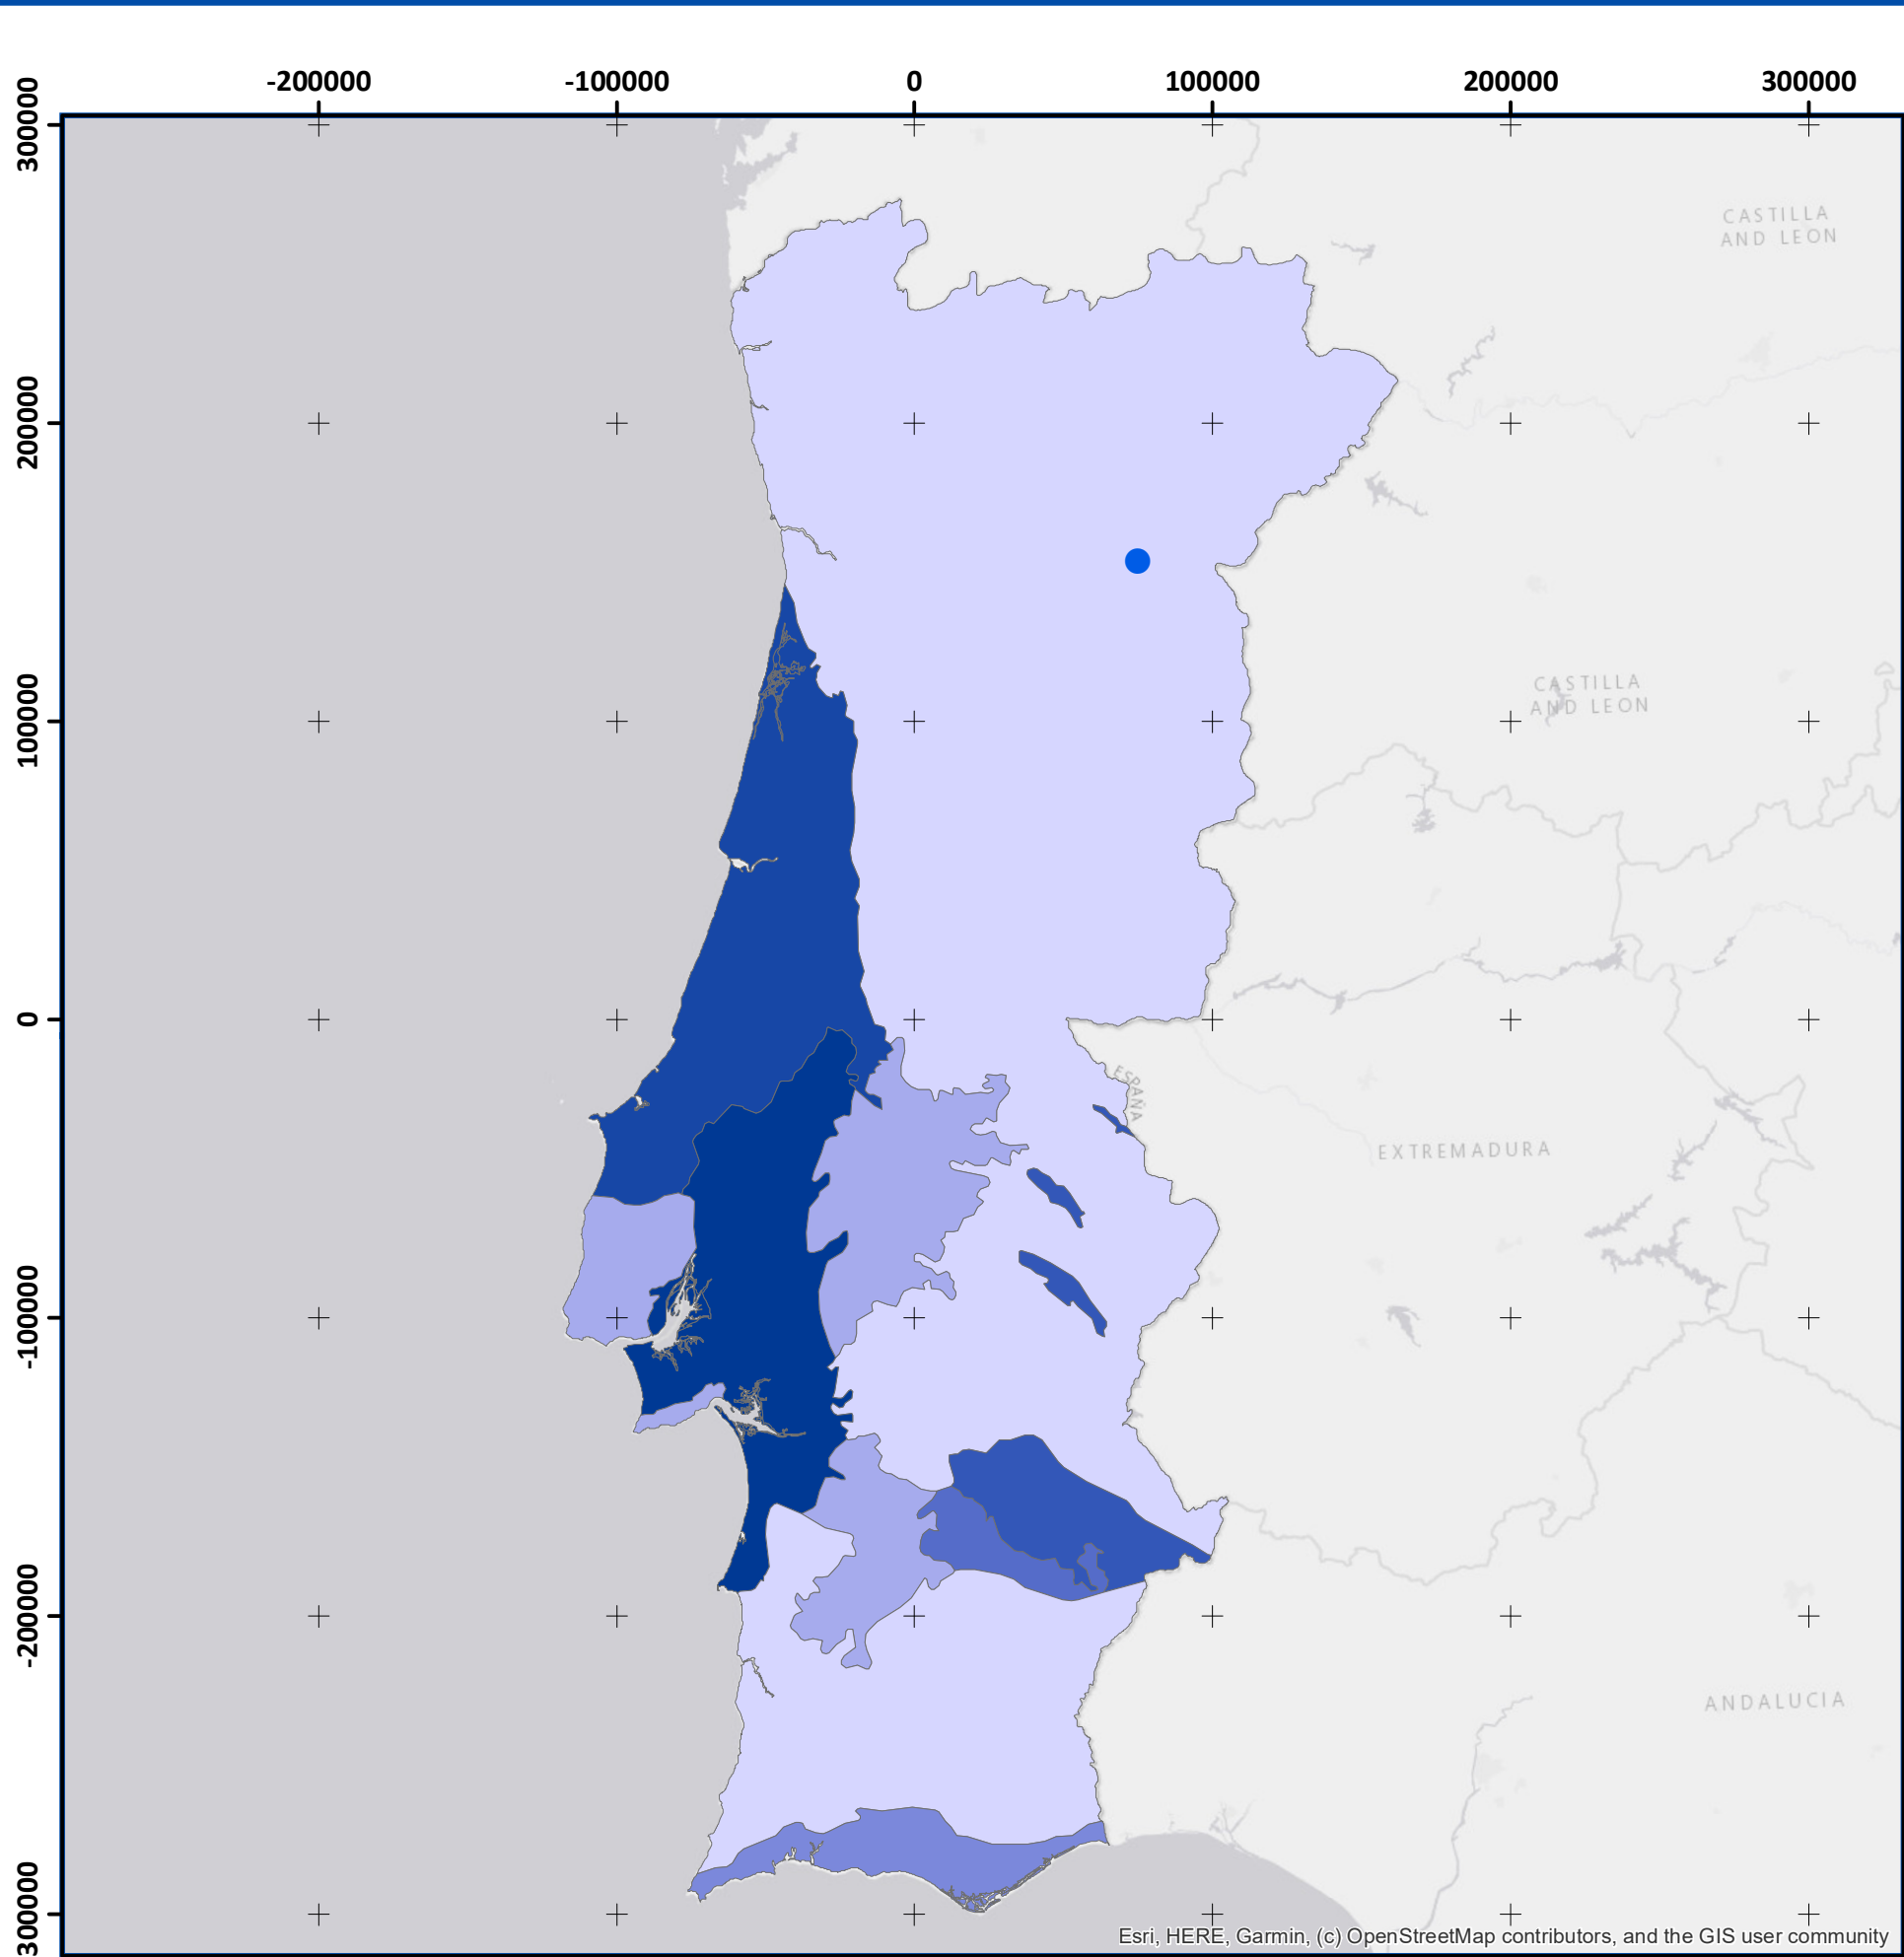 -200000 -100000 0 100000 200000 300000
300000
200000
100000
0
-100000
-200000
-300000
CASTILLA
AND LEON
CASTILLA
AND LEON
ESPAÑA
EXTREMADURA
ANDALUCIA
Esri, HERE, Garmin, (c) OpenStreetMap contributors, and the GIS user community